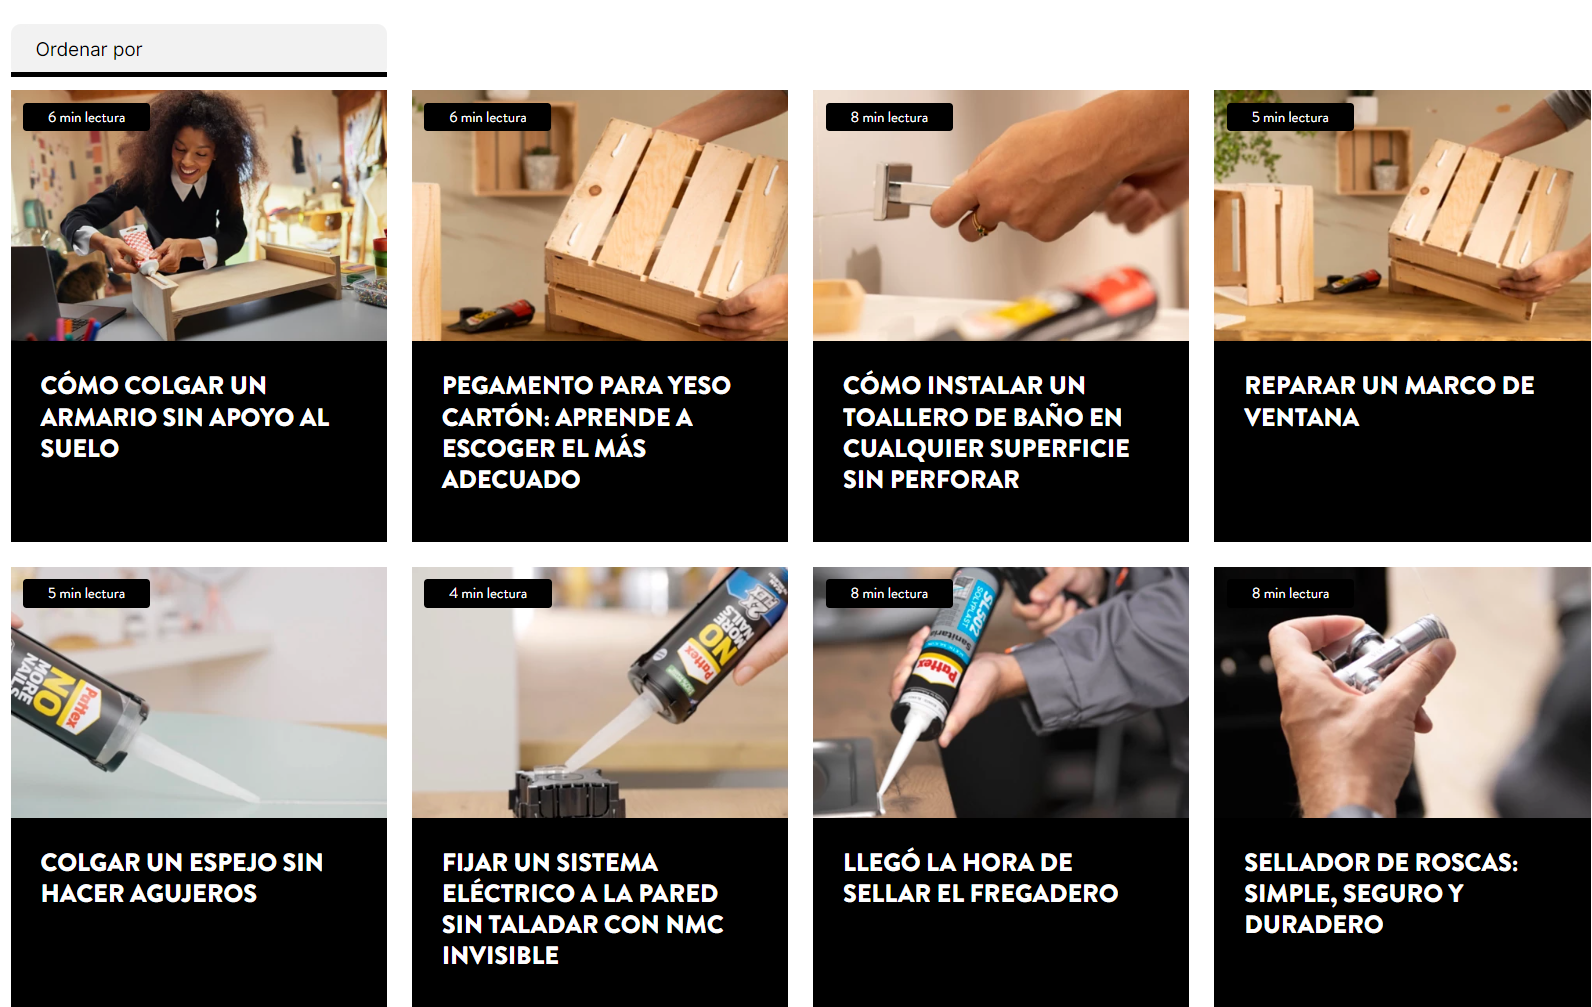 Ordenar por
6 min lectura
6 min lectura
8 min lectura
5 min lectura
CÓMO COLGAR UN
ARMARIO SIN APOYO AL
SUELO
PEGAMENTO PARA YESO
CARTÓN: APRENDE A
ESCOGER EL MÁS
ADECUADO
CÓMO INSTALAR UN
TOALLERO DE BAÑO EN
CUALQUIER SUPERFICIE
SIN PERFORAR
REPARAR UN MARCO DE
VENTANA
5 min lectura
4 min lectura
8 min lectura
8 min lectura
Pattex
NO
MORE
NAILS
Pattex
NO
MORE
NAILS
SL502
SOLYPLAST
Sanitario
Pattex
COLGAR UN ESPEJO SIN
HACER AGUJEROS
FIJAR UN SISTEMA
ELÉCTRICO A LA PARED
SIN TALADAR CON NMC
INVISIBLE
LLEGÓ LA HORA DE
SELLAR EL FREGADERO
SELLADOR DE ROSCAS:
SIMPLE, SEGURO Y
DURADERO